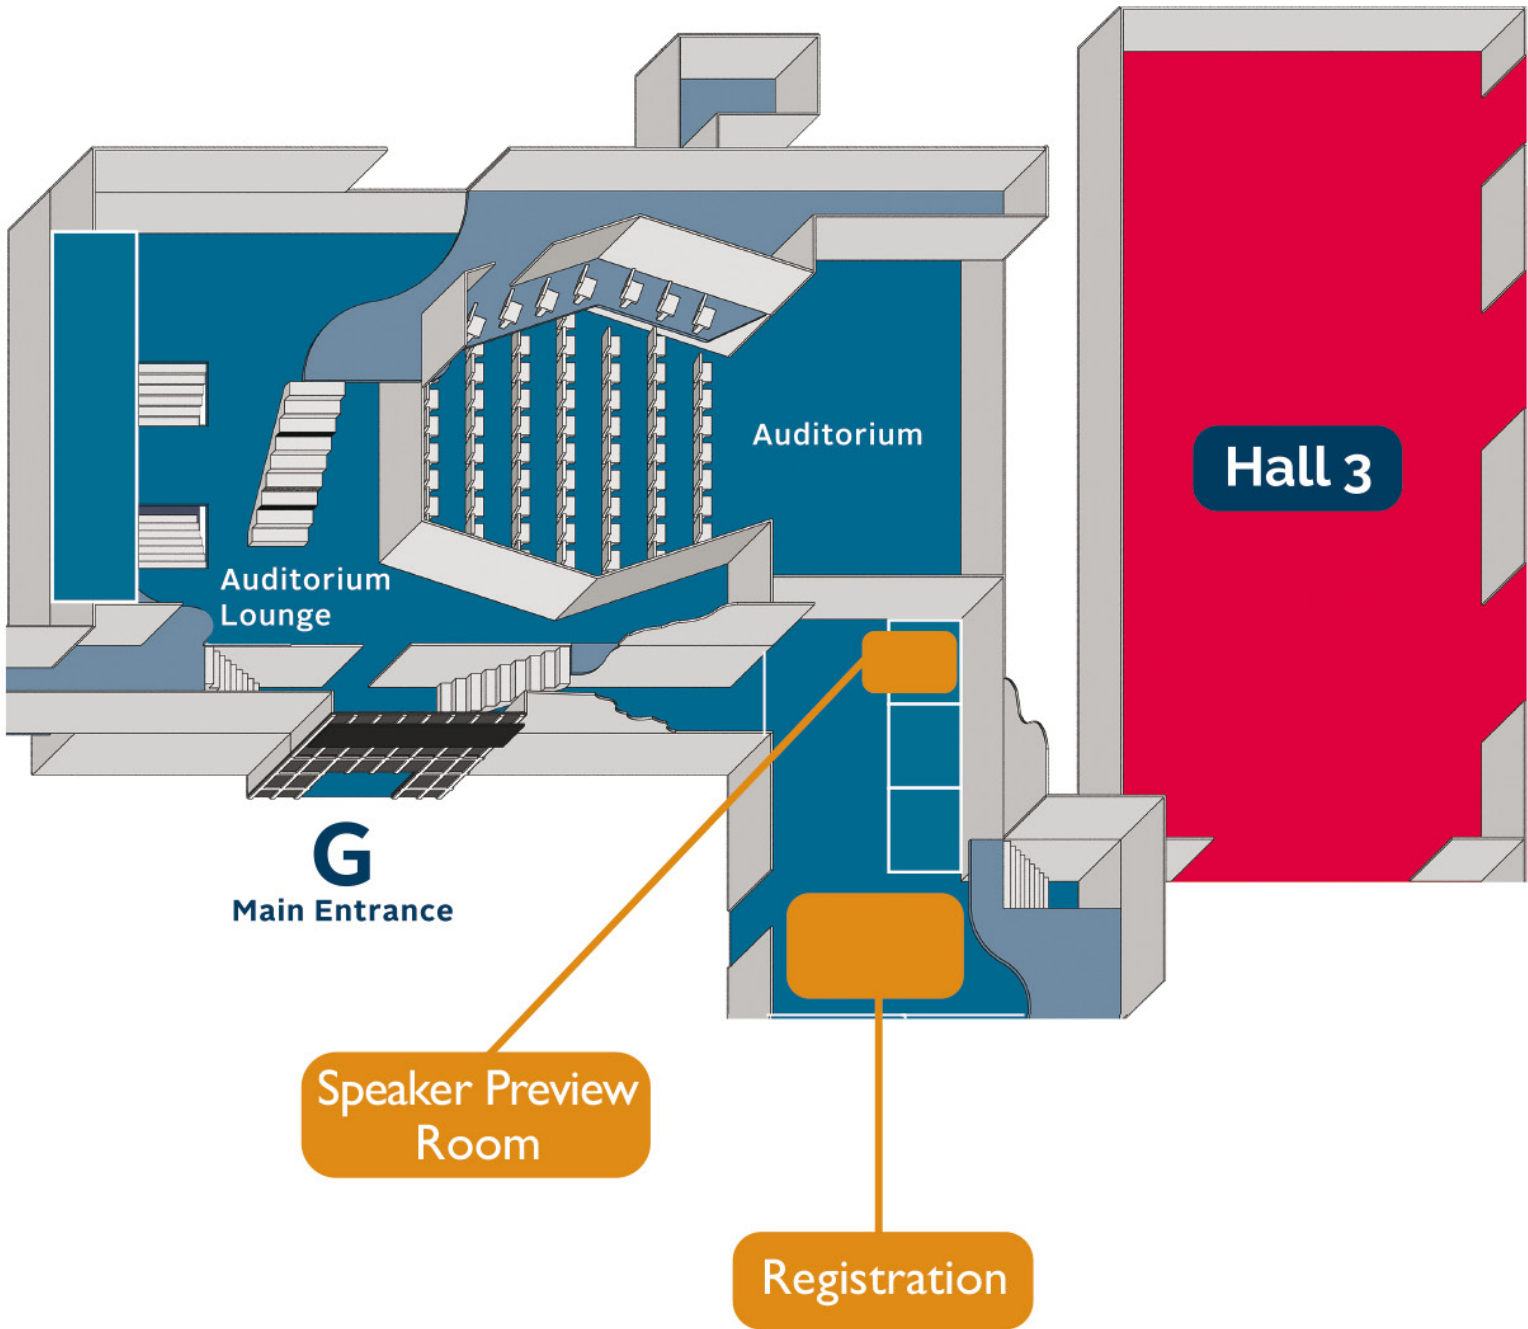 Auditorium
Hall 3
Auditorium
Lounge
G
Main Entrance
Speaker Preview
Room
Registration